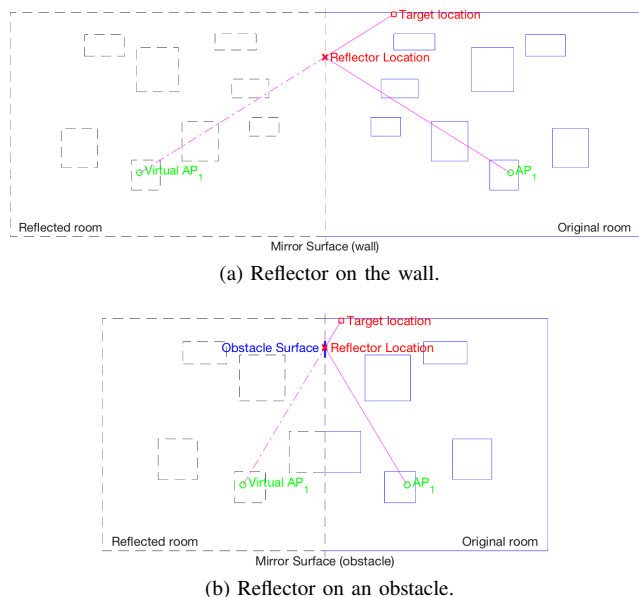 Target location
Reflector Location
Virtual AP1
AP1
Reflected room
Original room
Mirror Surface (wall)
(a) Reflector on the wall.
Target location
Obstacle Surface
Reflector Location
Virtual AP1
AP1
Reflected room
Original room
Mirror Surface (obstacle)
(b) Reflector on an obstacle.